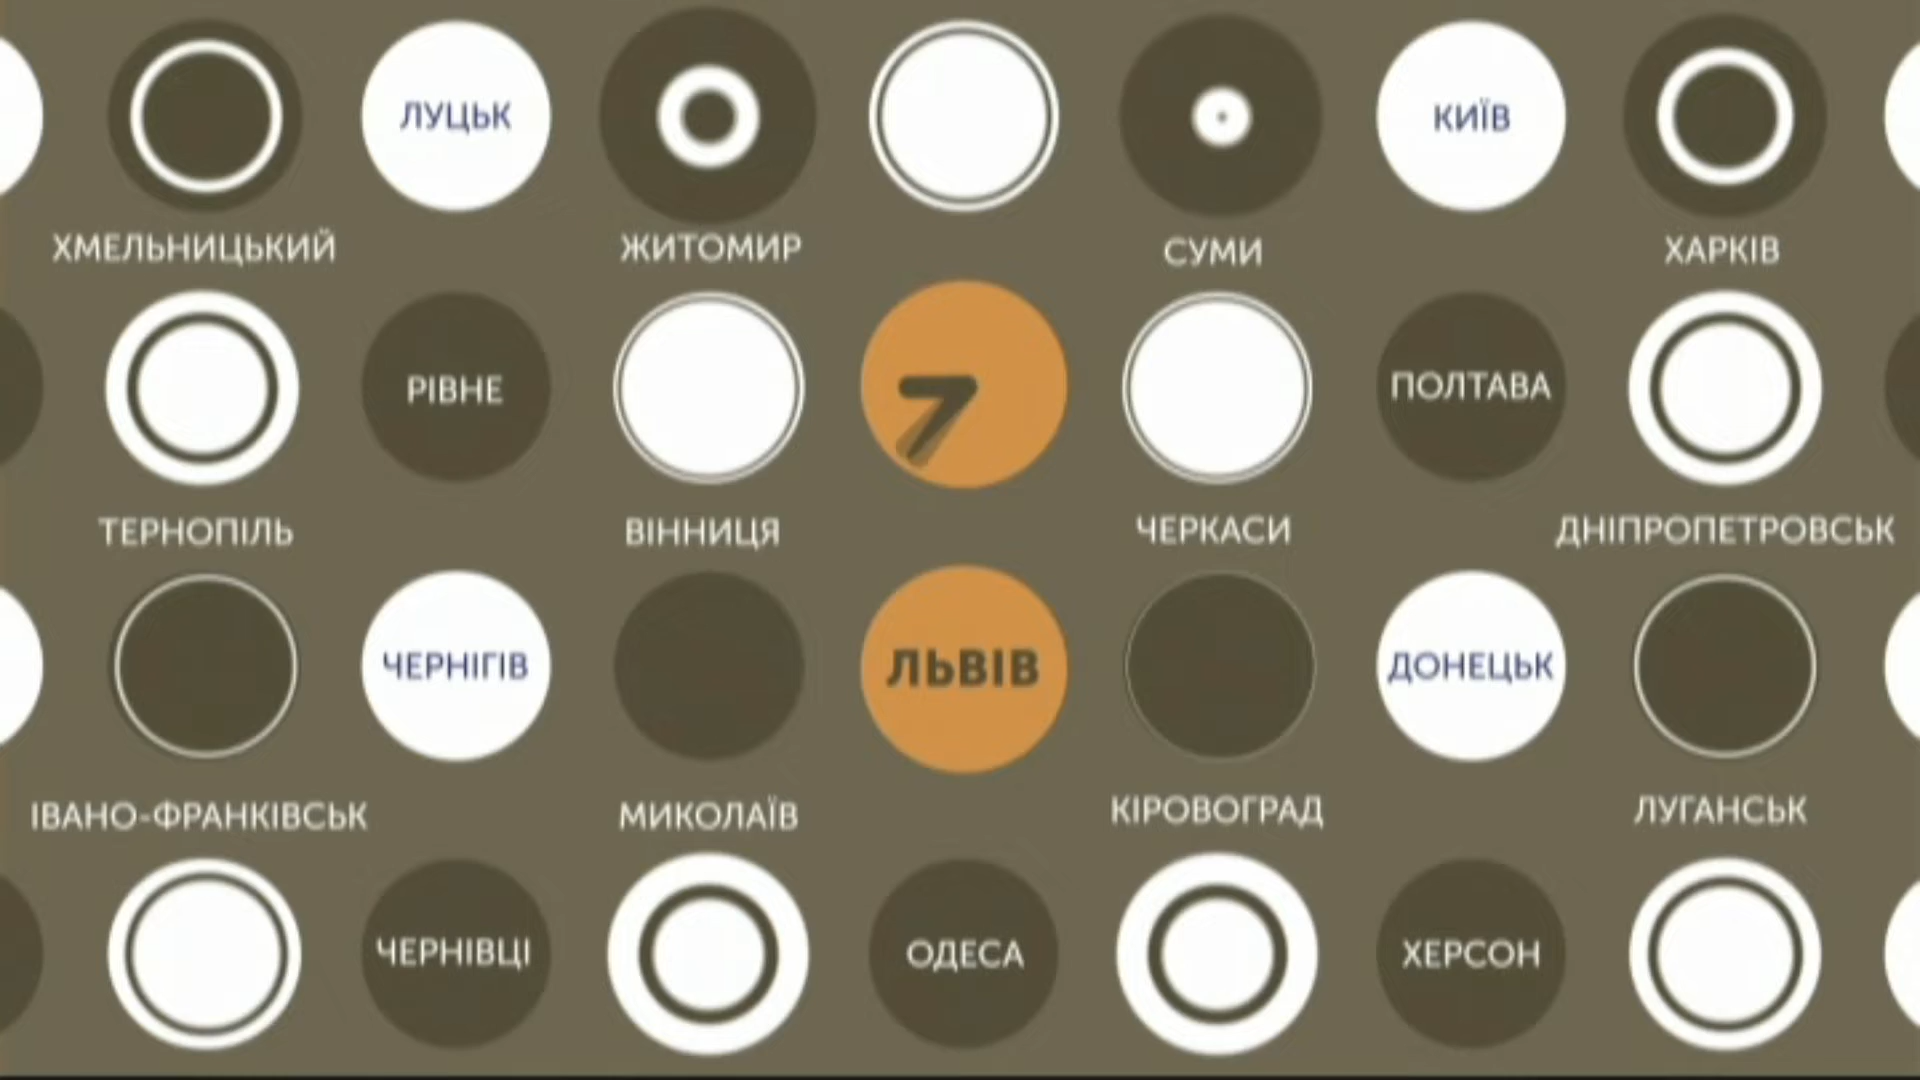 ЛУЦЬК
КИЇВ
ХМЕЛЬНИЦЬКИЙ
ЖИТОМИР
СУМИ
ХАРКІВ
РІВНЕ
7
ПОЛТАВА
ТЕРНОПІЛЬ
ВІННИЦЯ
ЧЕРКАСИ
ДНІПРОПЕТРОВСЬК
ЧЕРНІГІВ
ЛЬВІВ
ДОНЕЦЬК
ІВАНО-ФРАНКІВСЬК
МИКОЛАЇВ
КІРОВОГРАД
ЛУГАНСЬК
ЧЕРНІВЦІ
ОДЕСА
ХЕРСОН